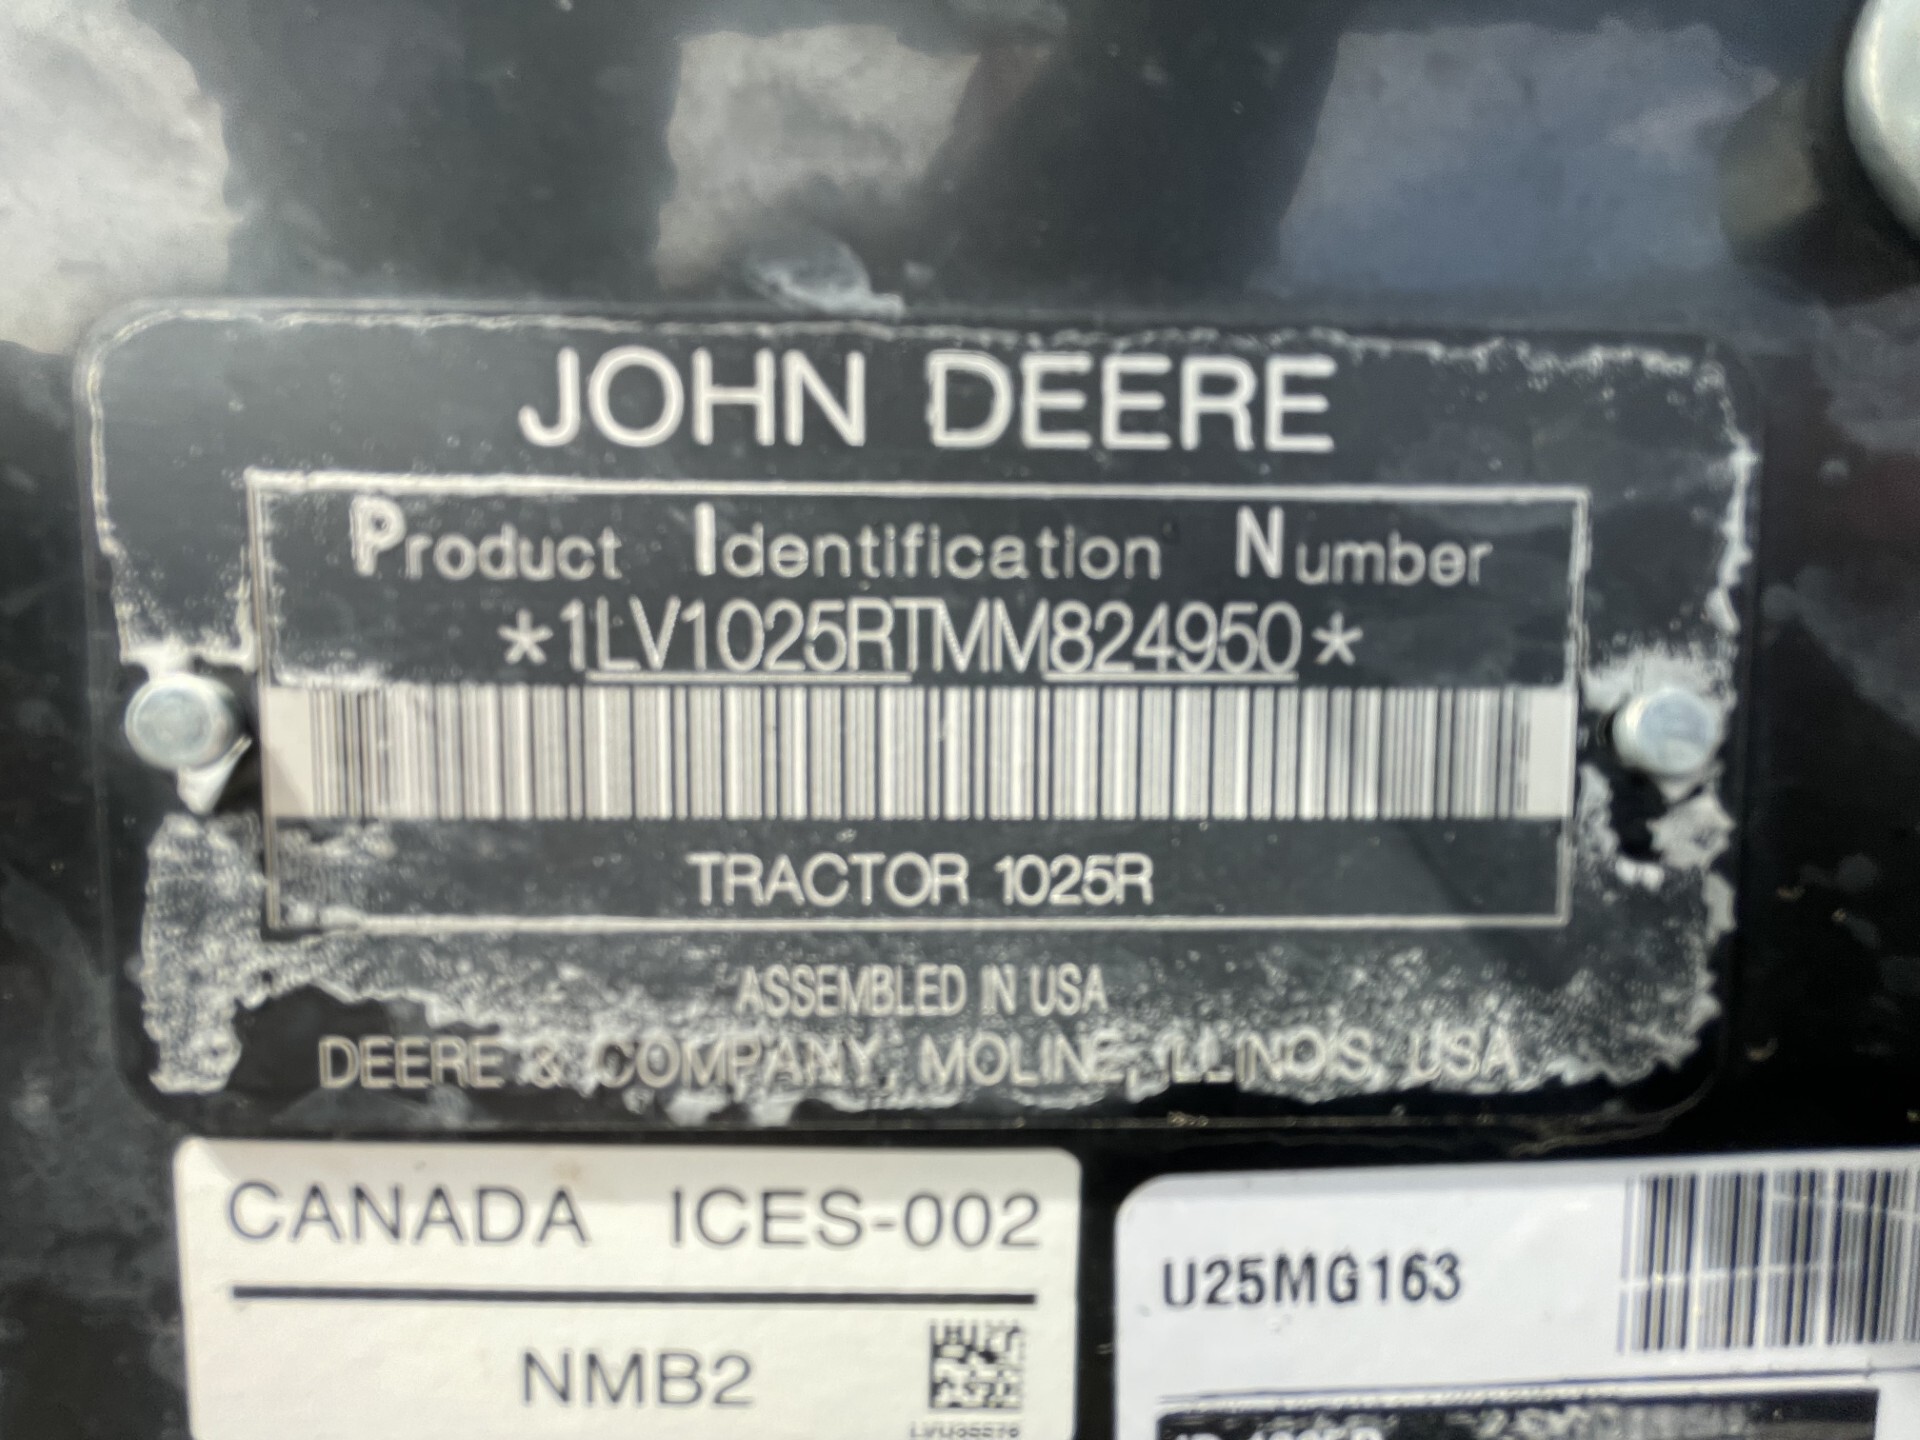 JOHN DEERE
Product Identification Number
*1LV1025RTMM824950*
TRACTOR 1025R
ASSEMBLED IN USA
DEERE & COMPANY, MOLINE, ILLINOIS, USA
CANADA ICES-002
NMB2
U25MG163